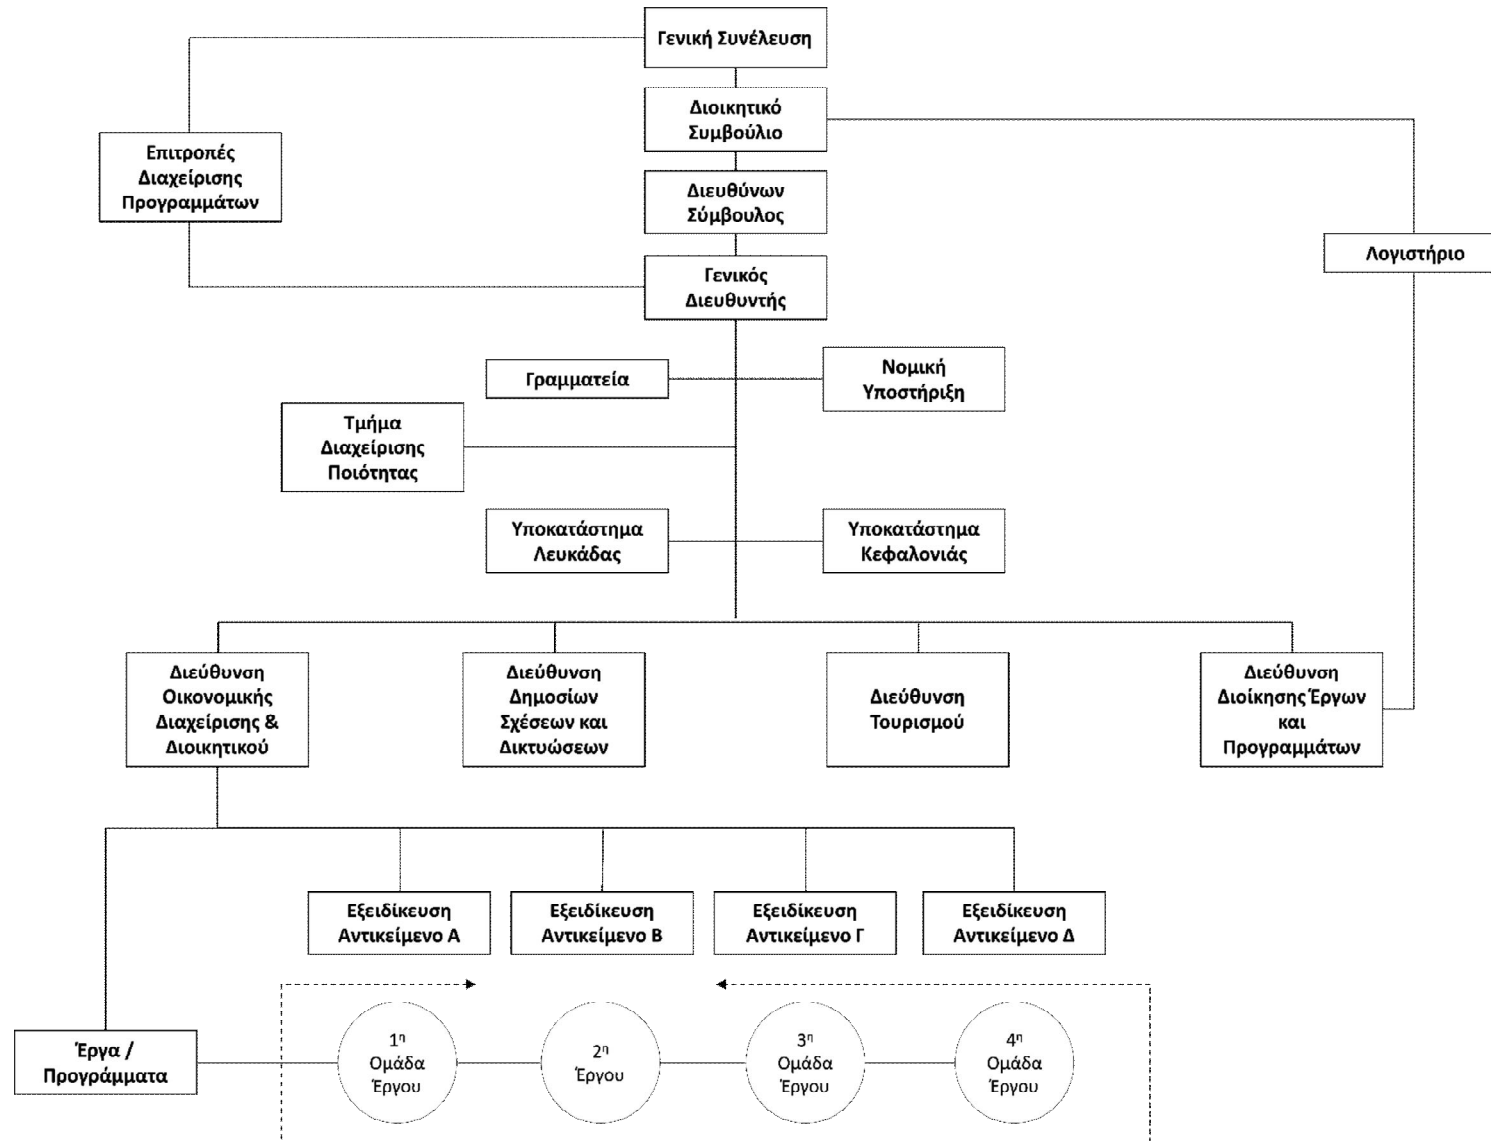 Γενική Συνέλευση
Διοικητικό
Συμβούλιο
Επιτροπές
Διαχείρισης
Προγραμμάτων
Διευθύνων
Σύμβουλος
Λογιστήριο
Γενικός
Διευθυντής
Γραμματεία
Νομική
Υποστήριξη
Τμήμα
Διαχείρισης
Ποιότητας
Υποκατάστημα
Λευκάδας
Υποκατάστημα
Κεφαλονιάς
Διεύθυνση
Οικονομικής
Διαχείρισης &
Διοικητικού
Διεύθυνση
Δημοσίων
Σχέσεων και
Δικτυώσεων
Διεύθυνση
Τουρισμού
Διεύθυνση
Διοίκησης Έργων
και
Προγραμμάτων
Εξειδίκευση
Αντικείμενο Α
Εξειδίκευση
Αντικείμενο Β
Εξειδίκευση
Αντικείμενο Γ
Εξειδίκευση
Αντικείμενο Δ
Έργα /
Προγράμματα
1η
Ομάδα
Έργου
2η
Έργου
3η
Ομάδα
Έργου
4η
Ομάδα
Έργου